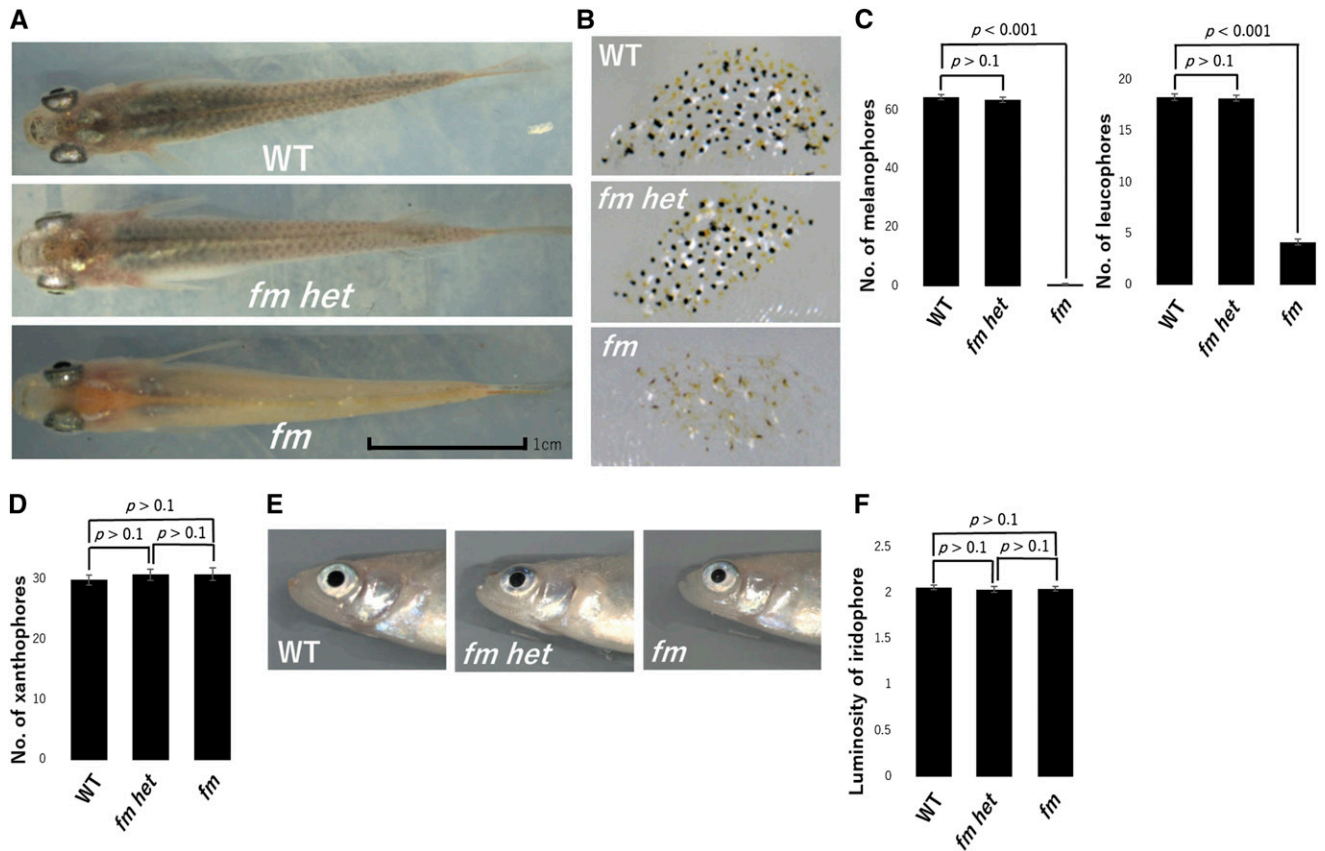 A
WT
fm het
fm
1cm
B
WT
fm het
fm
C
p < 0.001
p > 0.1
No. of melanophores
60
40
20
0
WT
fm het
fm
p < 0.001
p > 0.1
No. of leucophores
20
15
10
5
0
WT
fm het
fm
D
p > 0.1
p > 0.1
p > 0.1
No. of xanthophores
30
20
10
0
WT
fm het
fm
E
WT
fm het
fm
F
p > 0.1
p > 0.1
p > 0.1
Luminosity of iridophore
2.5
2
1.5
1
0.5
0
WT
fm het
fm